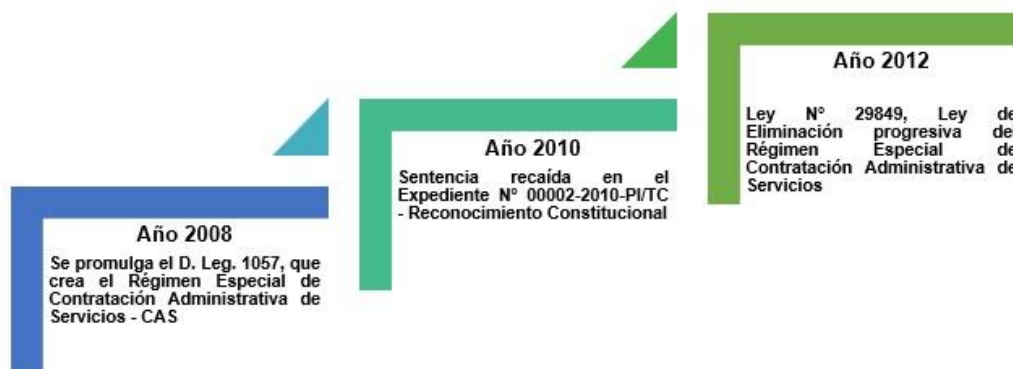 Año 2008
Se promulga el D. Leg. 1057, que
crea el Régimen Especial de
Contratación Administrativa de
Servicios - CAS
Año 2010
Sentencia recaída en el
Expediente N° 00002-2010-PI/TC
- Reconocimiento Constitucional
Año 2012
Ley N° 29849, Ley de
Eliminación progresiva del
Régimen Especial de
Contratación Administrativa de
Servicios